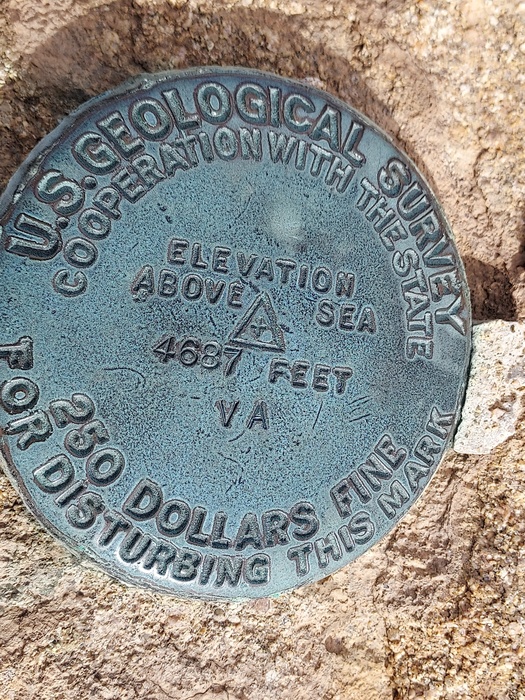 U.S. GEOLOGICAL SURVEY
COOPERATION WITH THE STATE
ELEVATION
ABOVE SEA
4687 FEET
VA
250 DOLLARS FINE
FOR DISTURBING THIS MARK